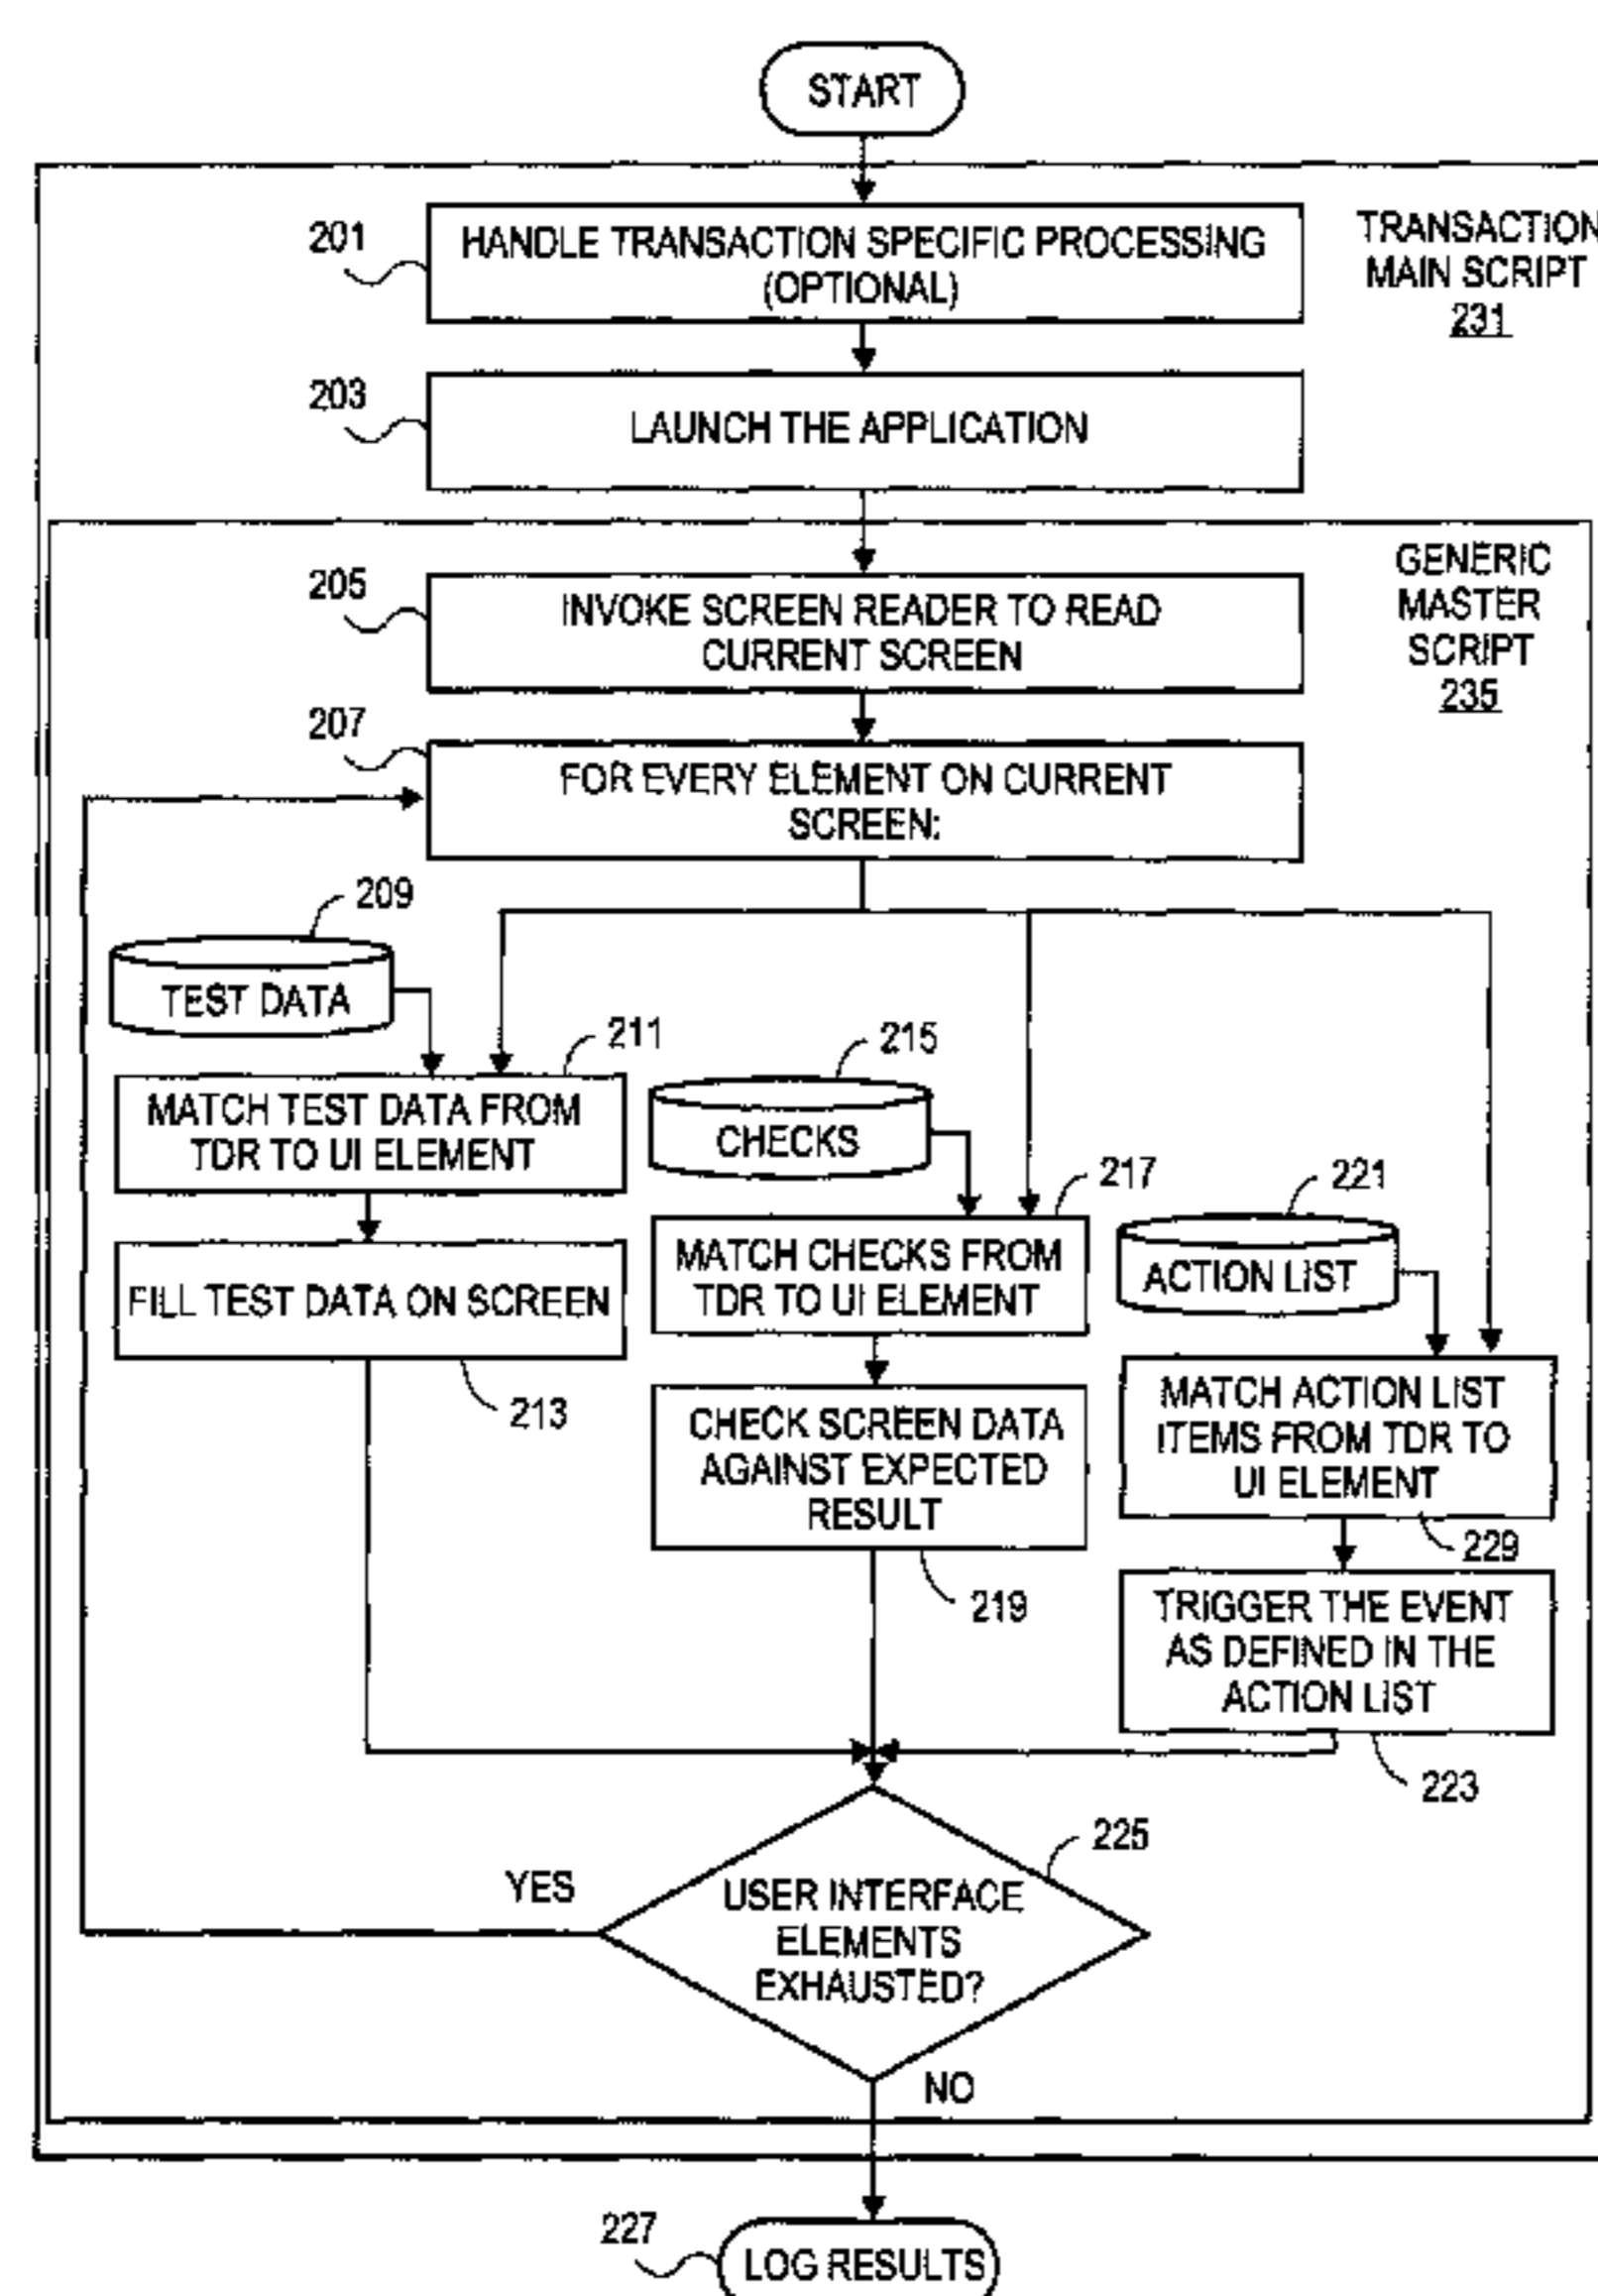 START
201
HANDLE TRANSACTION SPECIFIC PROCESSING
(OPTIONAL)
TRANSACTION
MAIN SCRIPT
231
203
LAUNCH THE APPLICATION
GENERIC
MASTER
SCRIPT
235
205
INVOKE SCREEN READER TO READ
CURRENT SCREEN
207
FOR EVERY ELEMENT ON CURRENT
SCREEN:
209
TEST DATA
211
MATCH TEST DATA FROM
TDR TO UI ELEMENT
215
CHECKS
217
MATCH CHECKS FROM
TDR TO UI ELEMENT
221
ACTION LIST
FILL TEST DATA ON SCREEN
213
CHECK SCREEN DATA
AGAINST EXPECTED
RESULT
219
MATCH ACTION LIST
ITEMS FROM TDR TO
UI ELEMENT
229
TRIGGER THE EVENT
AS DEFINED IN THE
ACTION LIST
223
225
YES
USER INTERFACE
ELEMENTS
EXHAUSTED?
NO
227
LOG RESULTS